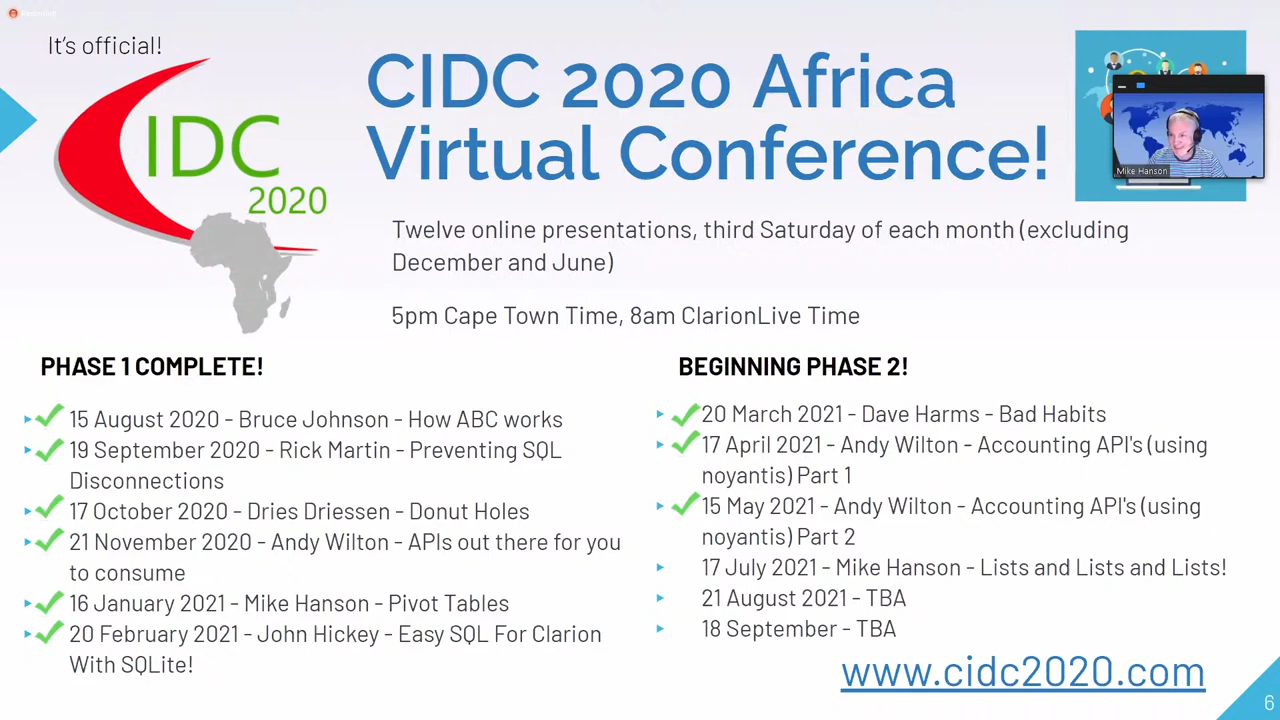 It's official!
IDC
2020
CIDC 2020 Africa
Virtual Conference!
Mike Hanson
Twelve online presentations, third Saturday of each month (excluding
December and June)
5pm Cape Town Time, 8am ClarionLive Time
PHASE 1 COMPLETE!
15 August 2020 - Bruce Johnson - How ABC works
19 September 2020 - Rick Martin - Preventing SQL
Disconnections
17 October 2020 - Dries Driessen - Donut Holes
21 November 2020 - Andy Wilton - APIs out there for you
to consume
16 January 2021 - Mike Hanson - Pivot Tables
20 February 2021 - John Hickey - Easy SQL For Clarion
With SQLite!
BEGINNING PHASE 2!
20 March 2021 - Dave Harms - Bad Habits
17 April 2021 - Andy Wilton - Accounting API's (using
noyantis) Part 1
15 May 2021 - Andy Wilton - Accounting API's (using
noyantis) Part 2
17 July 2021 - Mike Hanson - Lists and Lists and Lists!
21 August 2021 - TBA
18 September - TBA
www.cidc2020.com
6